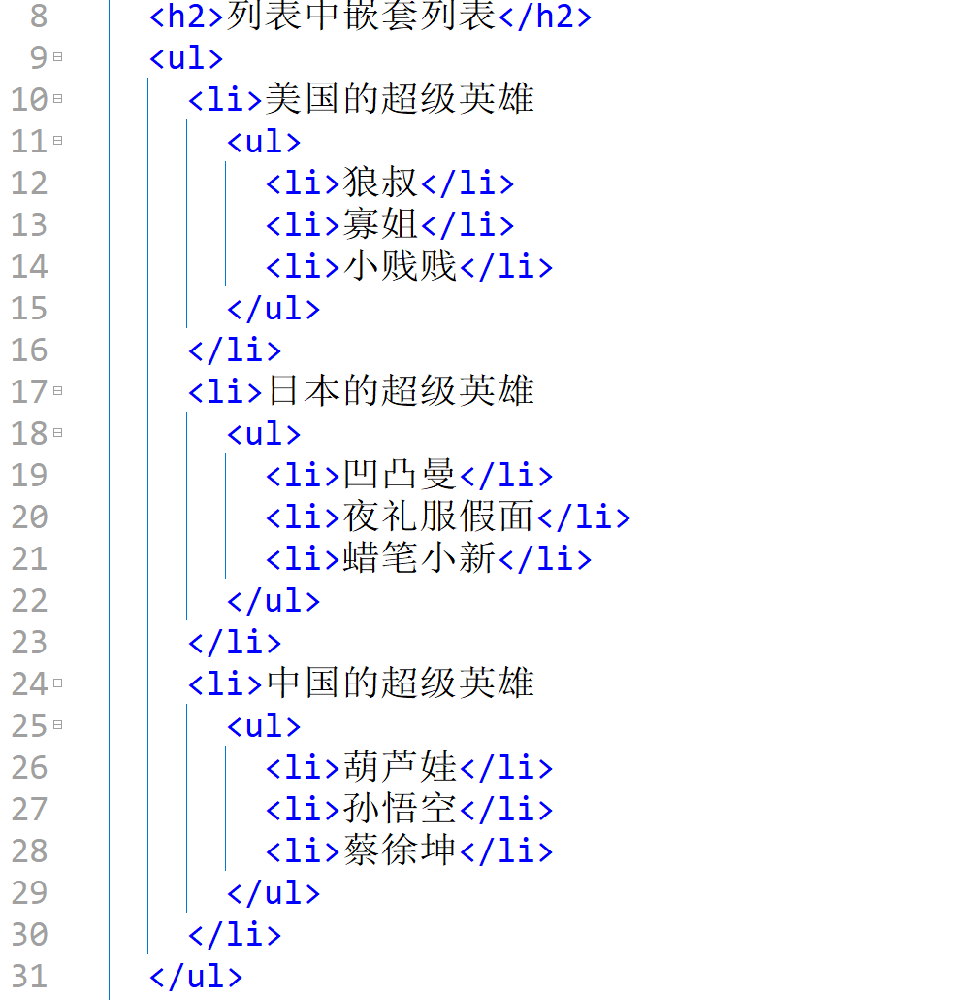 8 <h2>列表中嵌套列表</h2>
9 <ul>
10 <li>美国的超级英雄
11 <ul>
12 <li>狼叔</li>
13 <li>寡姐</li>
14 <li>小贱贱</li>
15 </ul>
16 </li>
17 <li>日本的超级英雄
18 <ul>
19 <li>凹凸曼</li>
20 <li>夜礼服假面</li>
21 <li>蜡笔小新</li>
22 </ul>
23 </li>
24 <li>中国的超级英雄
25 <ul>
26 <li>葫芦娃</li>
27 <li>孙悟空</li>
28 <li>蔡徐坤</li>
29 </ul>
30 </li>
31 </ul>